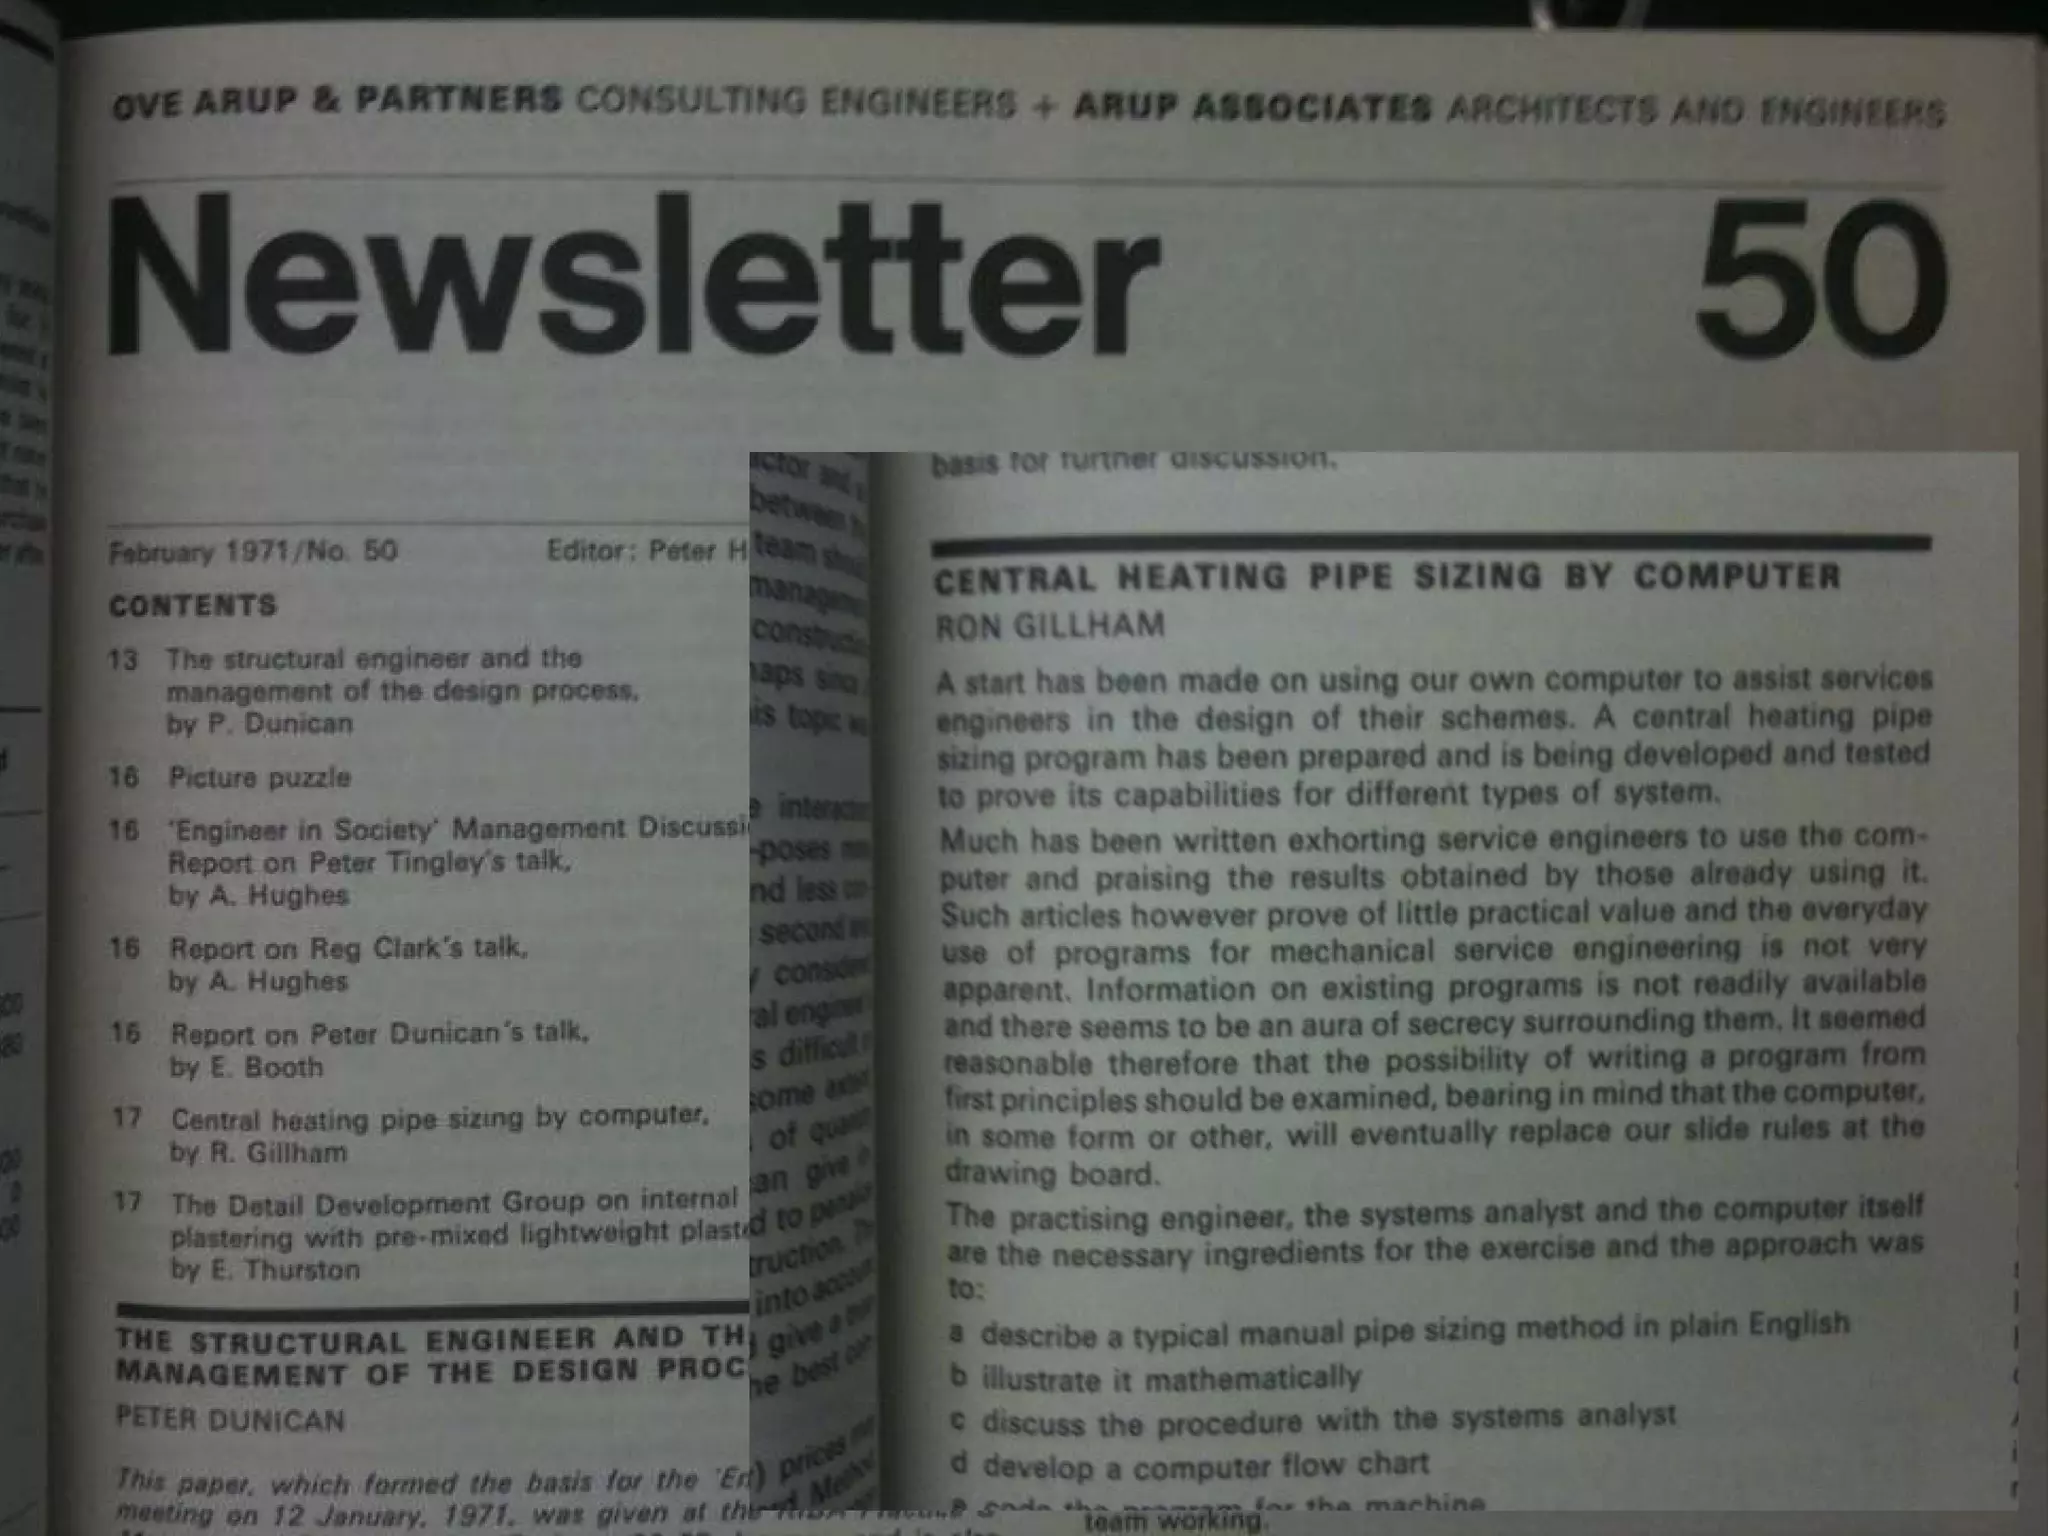 OVE ARUP & PARTNERS CONSULTING ENGINEERS + ARUP ASSOCIATES ARCHITECTS AND ENGINEERS
Newsletter 50
February 1971/No. 50 Editor: Peter H
CONTENTS
13 The structural engineer and the
management of the design process,
by P. Dunican
16 Picture puzzle
16 'Engineer in Society' Management Discussi
Report on Peter Tingley's talk,
by A. Hughes
16 Report on Reg Clark's talk,
by A. Hughes
16 Report on Peter Dunican's talk,
by E. Booth
17 Central heating pipe sizing by computer,
by R. Gillham
17 The Detail Development Group on internal
plastering with pre-mixed lightweight plast
by E. Thurston
THE STRUCTURAL ENGINEER AND TH
MANAGEMENT OF THE DESIGN PROC
PETER DUNICAN
This paper, which formed the basis for the 'En
meeting on 12 January, 1971, was given at th
basis for further discussion.
CENTRAL HEATING PIPE SIZING BY COMPUTER
RON GILLHAM
A start has been made on using our own computer to assist services
engineers in the design of their schemes. A central heating pipe
sizing program has been prepared and is being developed and tested
to prove its capabilities for different types of system.
Much has been written exhorting service engineers to use the com-
puter and praising the results obtained by those already using it.
Such articles however prove of little practical value and the everyday
use of programs for mechanical service engineering is not very
apparent. Information on existing programs is not readily available
and there seems to be an aura of secrecy surrounding them. It seemed
reasonable therefore that the possibility of writing a program from
first principles should be examined, bearing in mind that the computer,
in some form or other, will eventually replace our slide rules at the
drawing board.
The practising engineer, the systems analyst and the computer itself
are the necessary ingredients for the exercise and the approach was
to:
a describe a typical manual pipe sizing method in plain English
b illustrate it mathematically
c discuss the procedure with the systems analyst
d develop a computer flow chart
e code the program for the machine
team working.